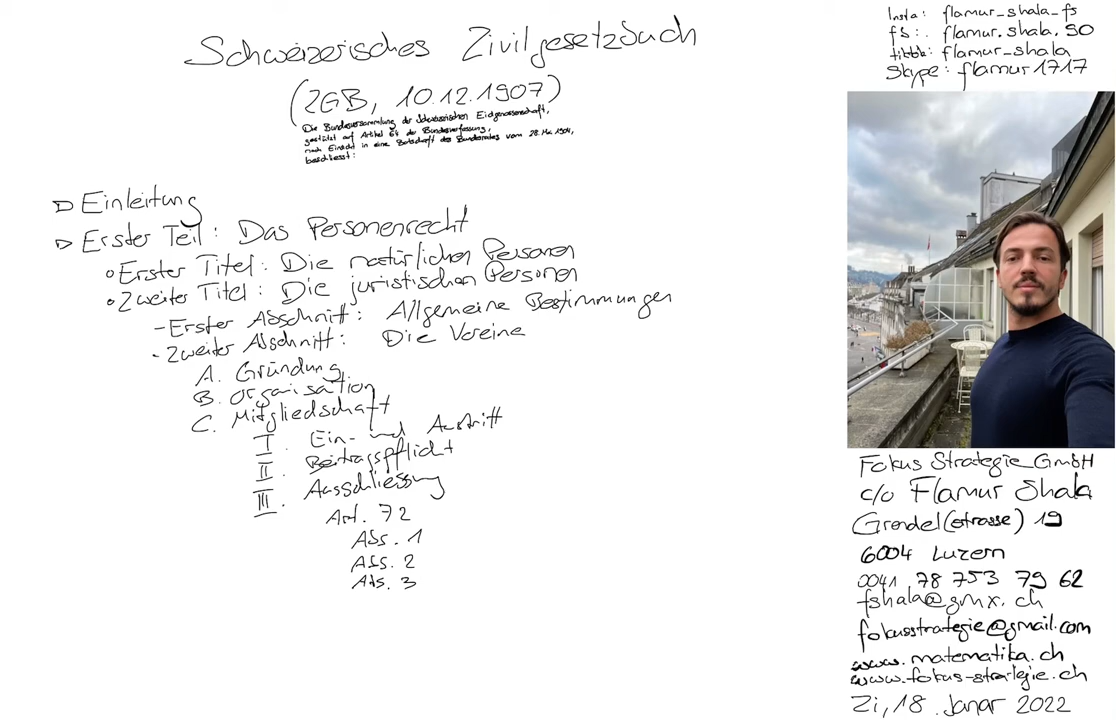 Schweizerisches Zivilgesetzbuch
(ZGB, 10.12.1907)
Die Bundesversammlung der Schweizerischen Eidgenossenschaft,
gestützt auf Artikel 64 der Bundesverfassung,
nach Einsicht in eine Botschaft des Bundesrates vom 28. Mai 1904,
beschliesst:
Einleitung
Erster Teil: Das Personenrecht
Erster Titel: Die natürlichen Personen
Zweiter Titel: Die juristischen Personen
- Erster Abschnitt: Allgemeine Bestimmungen
- Zweiter Abschnitt: Die Vereine
A. Gründung
B. Organisation
C. Mitgliedschaft
I. Ein- und Austritt
II. Beitragspflicht
III. Ausschliessung
Art. 72
Abs. 1
Abs. 2
Abs. 3
Insta: flamur_shala_fs
fs: flamur.shala.90
tiktok: flamur_shala
Skype: flamur1717
Fokus Strategie GmbH
c/o Flamur Shala
Grendel(strasse) 19
6004 Luzern
0041 78 753 79 62
fshala@gmx.ch
fokusstrategie@gmail.com
www.matematika.ch
www.fokus-strategie.ch
Zi, 18. Janar 2022